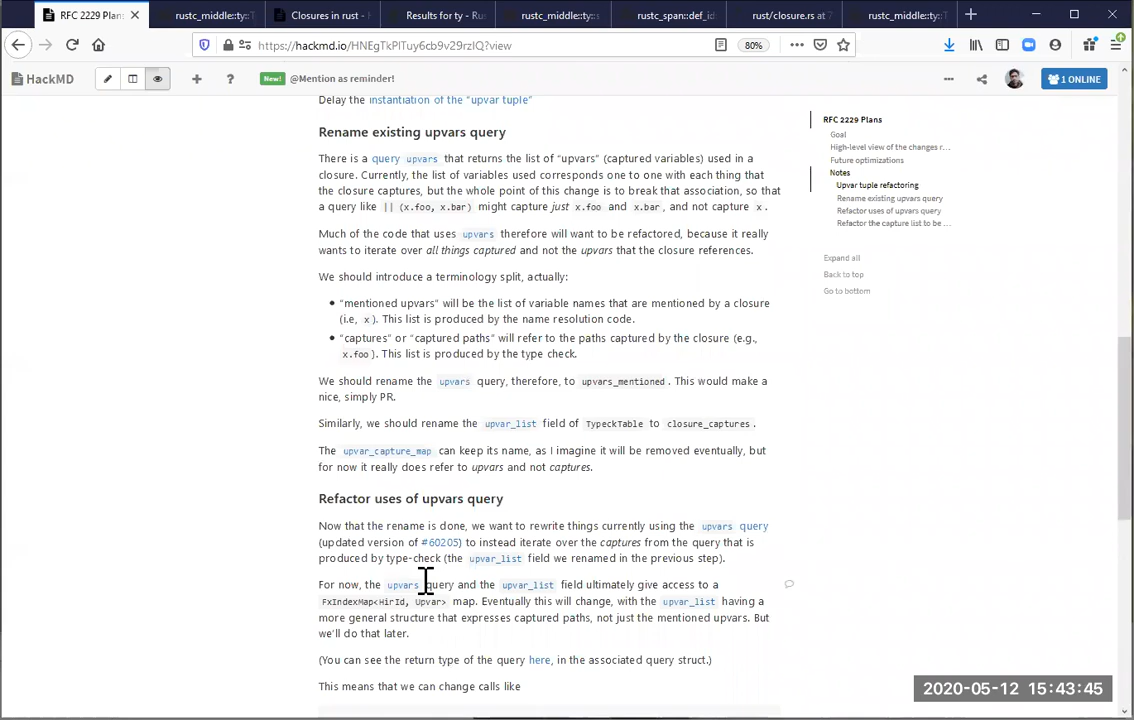 RFC 2229 Plans
rustc_middle::ty::T
Closures in rust - H
Results for ty - Rus
rustc_middle::ty::s
rustc_span::def_id
rust/closure.rs at 7
rustc_middle::ty::T
https://hackmd.io/HNEgTkPlTuy6cb9v29rzIQ?view
80%
HackMD
New! @Mention as reminder!
1 ONLINE
Delay the instantiation of the "upvar tuple"
Rename existing upvars query
There is a query upvars that returns the list of "upvars" (captured variables) used in a
closure. Currently, the list of variables used corresponds one to one with each thing that
the closure captures, but the whole point of this change is to break that association, so that
a query like || (x.foo, x.bar) might capture just x.foo and x.bar, and not capture x.
Much of the code that uses upvars therefore will want to be refactored, because it really
wants to iterate over all things captured and not the upvars that the closure references.
We should introduce a terminology split, actually:
• "mentioned upvars" will be the list of variable names that are mentioned by a closure
(i.e, x). This list is produced by the name resolution code.
• "captures" or "captured paths" will refer to the paths captured by the closure (e.g.,
x.foo). This list is produced by the type check.
We should rename the upvars query, therefore, to upvars_mentioned. This would make a
nice, simply PR.
Similarly, we should rename the upvar_list field of TypeckTable to closure_captures.
The upvar_capture_map can keep its name, as I imagine it will be removed eventually, but
for now it really does refer to upvars and not captures.
Refactor uses of upvars query
Now that the rename is done, we want to rewrite things currently using the upvars query
(updated version of #60205) to instead iterate over the captures from the query that is
produced by type-check (the upvar_list field we renamed in the previous step).
For now, the upvars query and the upvar_list field ultimately give access to a
FxIndexMap<HirId, Upvar> map. Eventually this will change, with the upvar_list having a
more general structure that expresses captured paths, not just the mentioned upvars. But
we'll do that later.
(You can see the return type of the query here, in the associated query struct.)
This means that we can change calls like
RFC 2229 Plans
Goal
High-level view of the changes r...
Future optimizations
Notes
Upvar tuple refactoring
Rename existing upvars query
Refactor uses of upvars query
Refactor the capture list to be ...
Expand all
Back to top
Go to bottom
2020-05-12 15:43:45